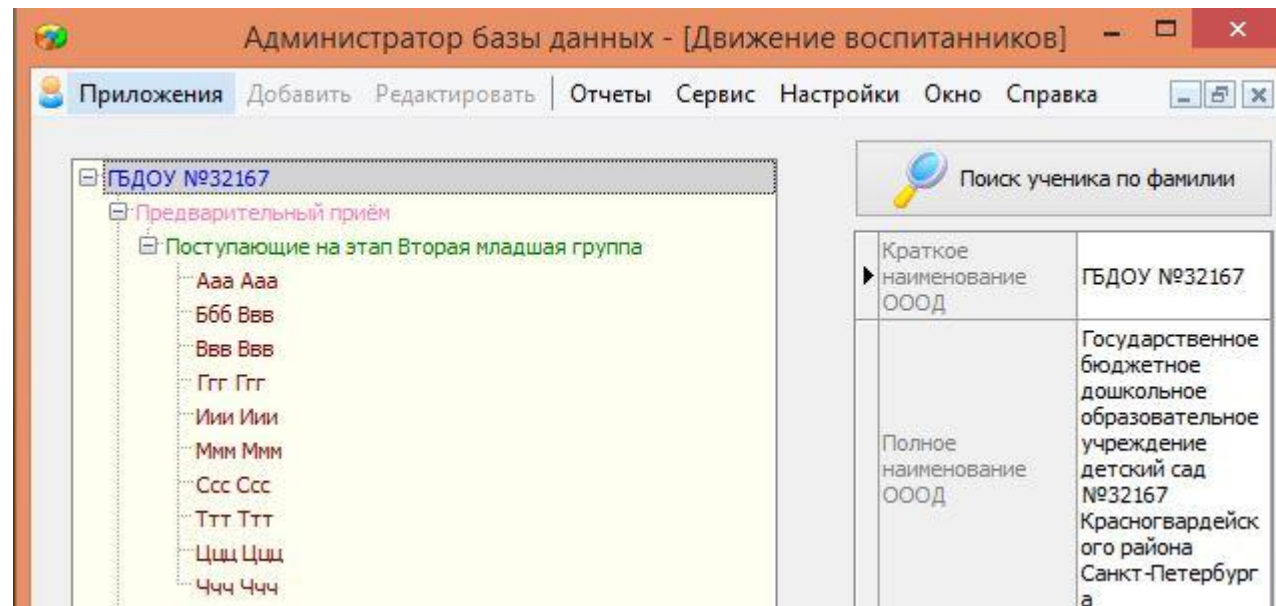 Администратор базы данных - [Движение воспитанников]
Приложения Добавить Редактировать Отчеты Сервис Настройки Окно Справка
ГБДОУ №32167
Предварительный приём
Поступающие на этап Вторая младшая группа
Ааа Ааа
Ббб Ввв
Ввв Ввв
Ггг Ггг
Иии Иии
Ммм Ммм
Ссс Ссс
Ттт Ттт
Ццц Ццц
Ччч Ччч
Поиск ученика по фамилии
Краткое
наименование
ОООД
ГБДОУ №32167
Полное
наименование
ОООД
Государственное
бюджетное
дошкольное
образовательное
учреждение
детский сад
№32167
Красногвардейск
ого района
Санкт-Петербург
а